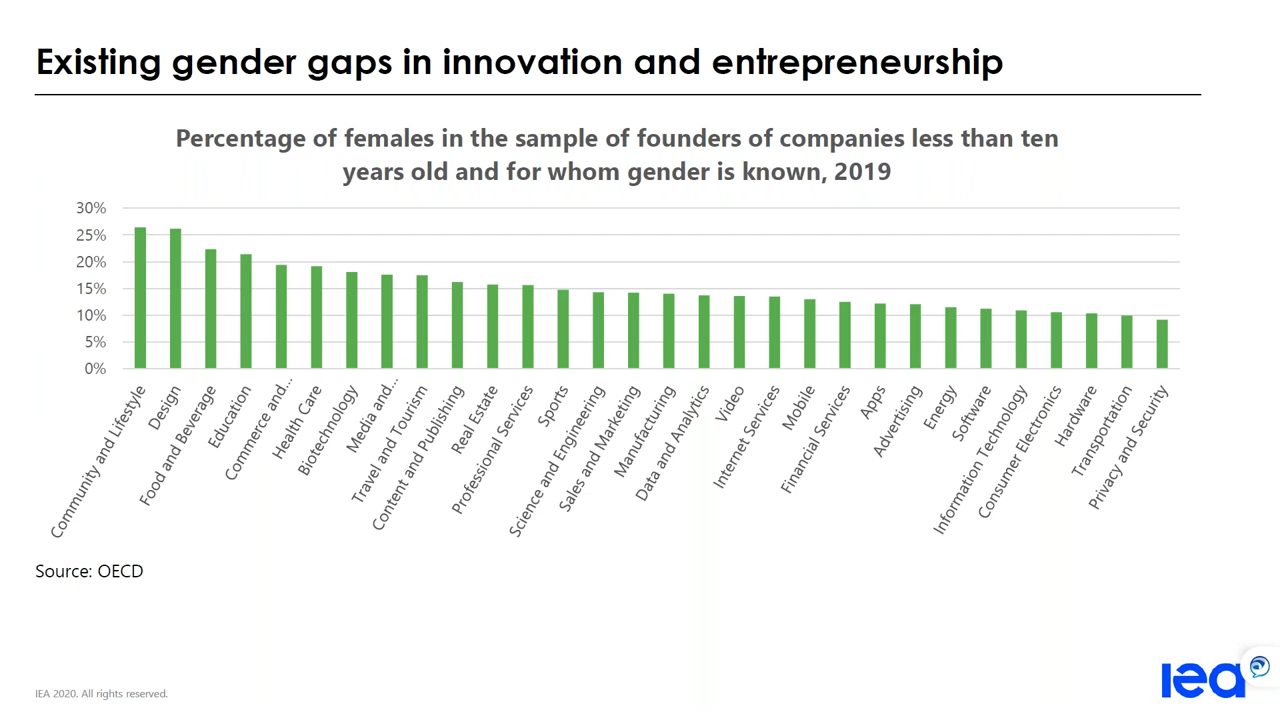 Existing gender gaps in innovation and entrepreneurship
Percentage of females in the sample of founders of companies less than ten
years old and for whom gender is known, 2019
30%
25%
20%
15%
10%
5%
0%
Community and Lifestyle
Design
Food and Beverage
Education
Commerce and...
Health Care
Biotechnology
Media and...
Travel and Tourism
Content and Publishing
Real Estate
Professional Services
Sports
Science and Engineering
Sales and Marketing
Manufacturing
Data and Analytics
Video
Internet Services
Mobile
Financial Services
Apps
Advertising
Energy
Software
Information Technology
Consumer Electronics
Hardware
Transportation
Privacy and Security
Source: OECD
IEA 2020. All rights reserved.
iea